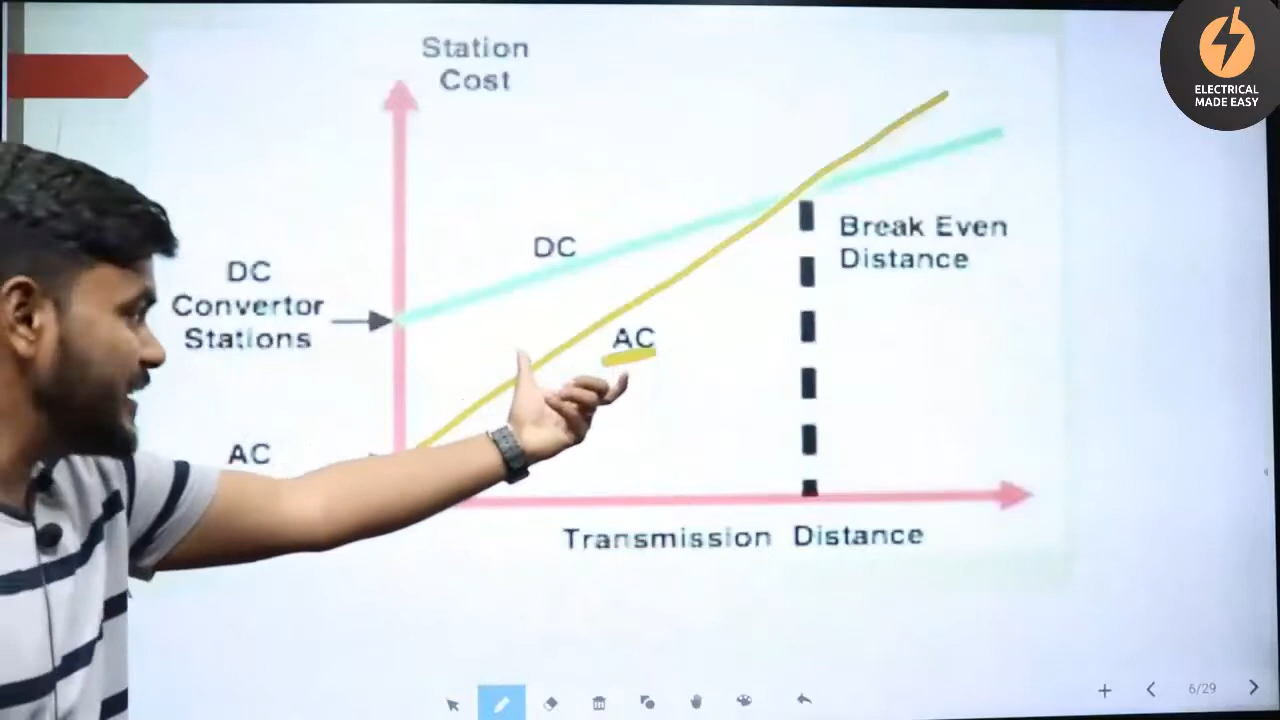 Station
Cost
ELECTRICAL
MADE EASY
DC
Break Even
Distance
DC
Convertor
Stations
AC
AC
Transmission Distance
6/29